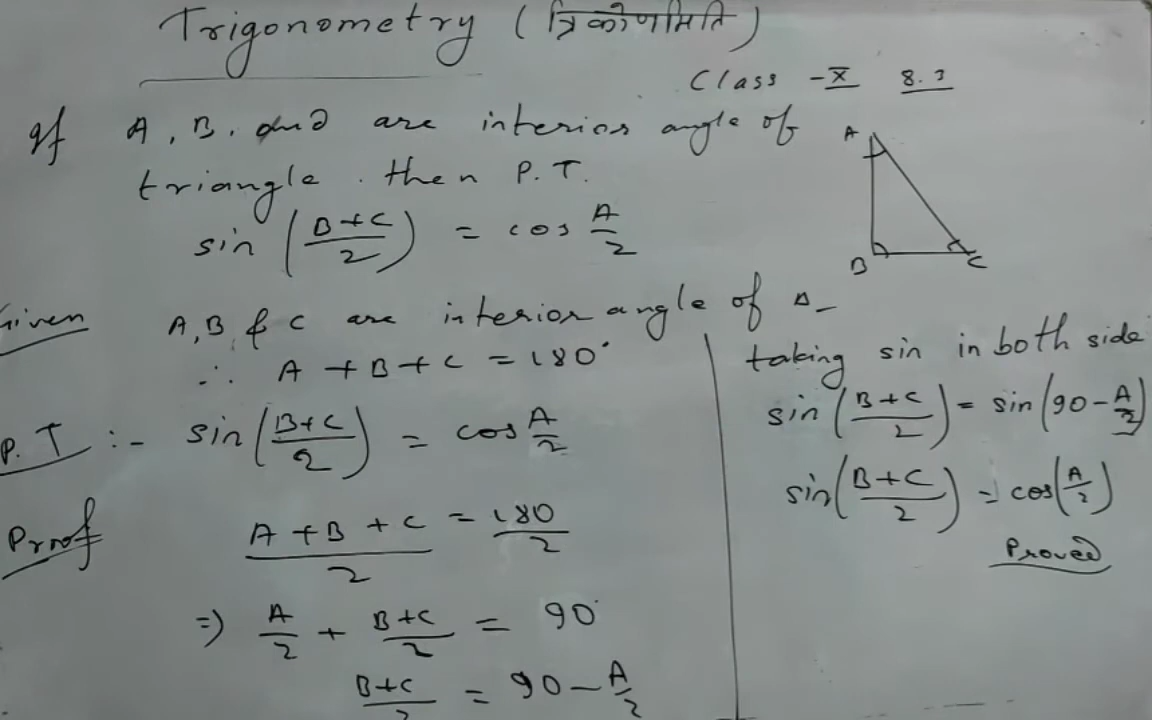 Trigonometry (त्रिकोणमिति)
Class - X 8.3
If A, B, and are interior angle of
triangle. then P.T.
sin (B+C/2) = cos A/2
A
B
C
Given A, B & C are interior angle of Δ
∴ A + B + C = 180°
P.T :- sin (B+C/2) = cos A/2
Proof A + B + C/2 = 180/2
=) A/2 + B+C/2 = 90°
B+C/2 = 90 - A/2
taking sin in both side
sin (B+C/2) = sin (90 - A/2)
sin (B+C/2) = cos (A/2)
Proved